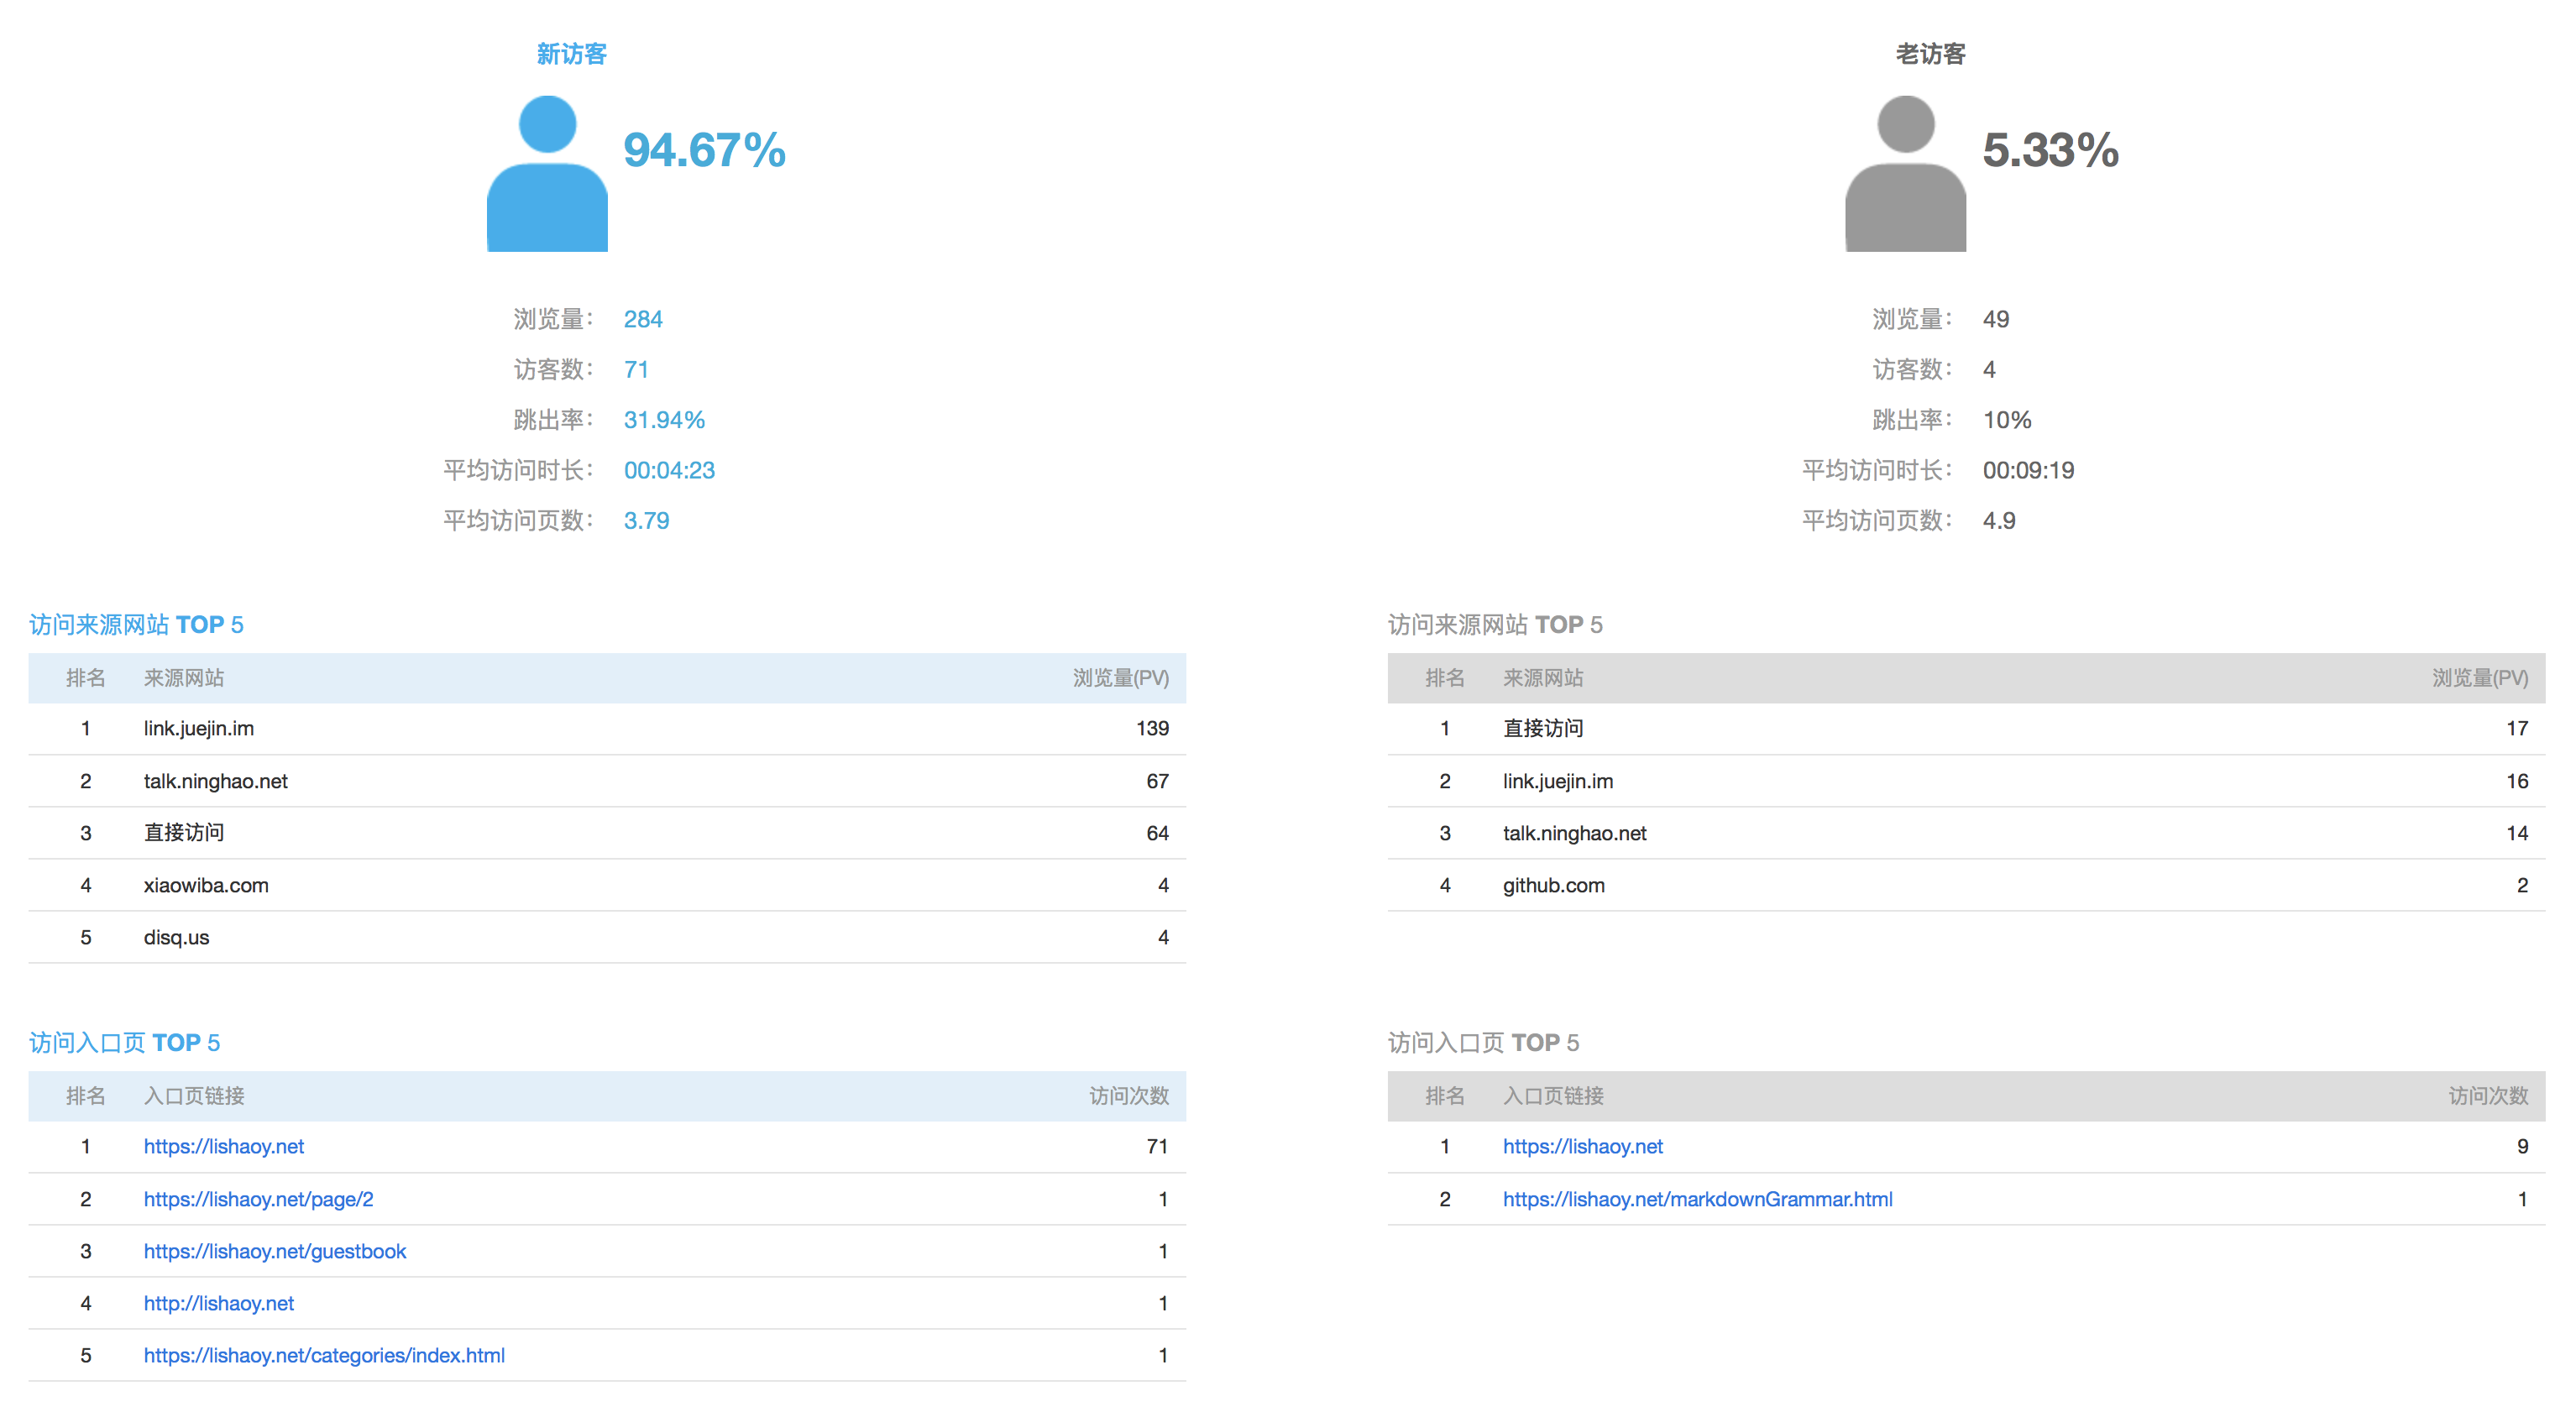 新访客
94.67%
浏览量： 284
访客数： 71
跳出率： 31.94%
平均访问时长： 00:04:23
平均访问页数： 3.79
访问来源网站 TOP 5
排名 来源网站 浏览量(PV)
1 link.juejin.im 139
2 talk.ninghao.net 67
3 直接访问 64
4 xiaowiba.com 4
5 disq.us 4
访问入口页 TOP 5
排名 入口页链接 访问次数
1 https://lishaoy.net 71
2 https://lishaoy.net/page/2 1
3 https://lishaoy.net/guestbook 1
4 http://lishaoy.net 1
5 https://lishaoy.net/categories/index.html 1
老访客
5.33%
浏览量： 49
访客数： 4
跳出率： 10%
平均访问时长： 00:09:19
平均访问页数： 4.9
访问来源网站 TOP 5
排名 来源网站 浏览量(PV)
1 直接访问 17
2 link.juejin.im 16
3 talk.ninghao.net 14
4 github.com 2
访问入口页 TOP 5
排名 入口页链接 访问次数
1 https://lishaoy.net 9
2 https://lishaoy.net/markdownGrammar.html 1